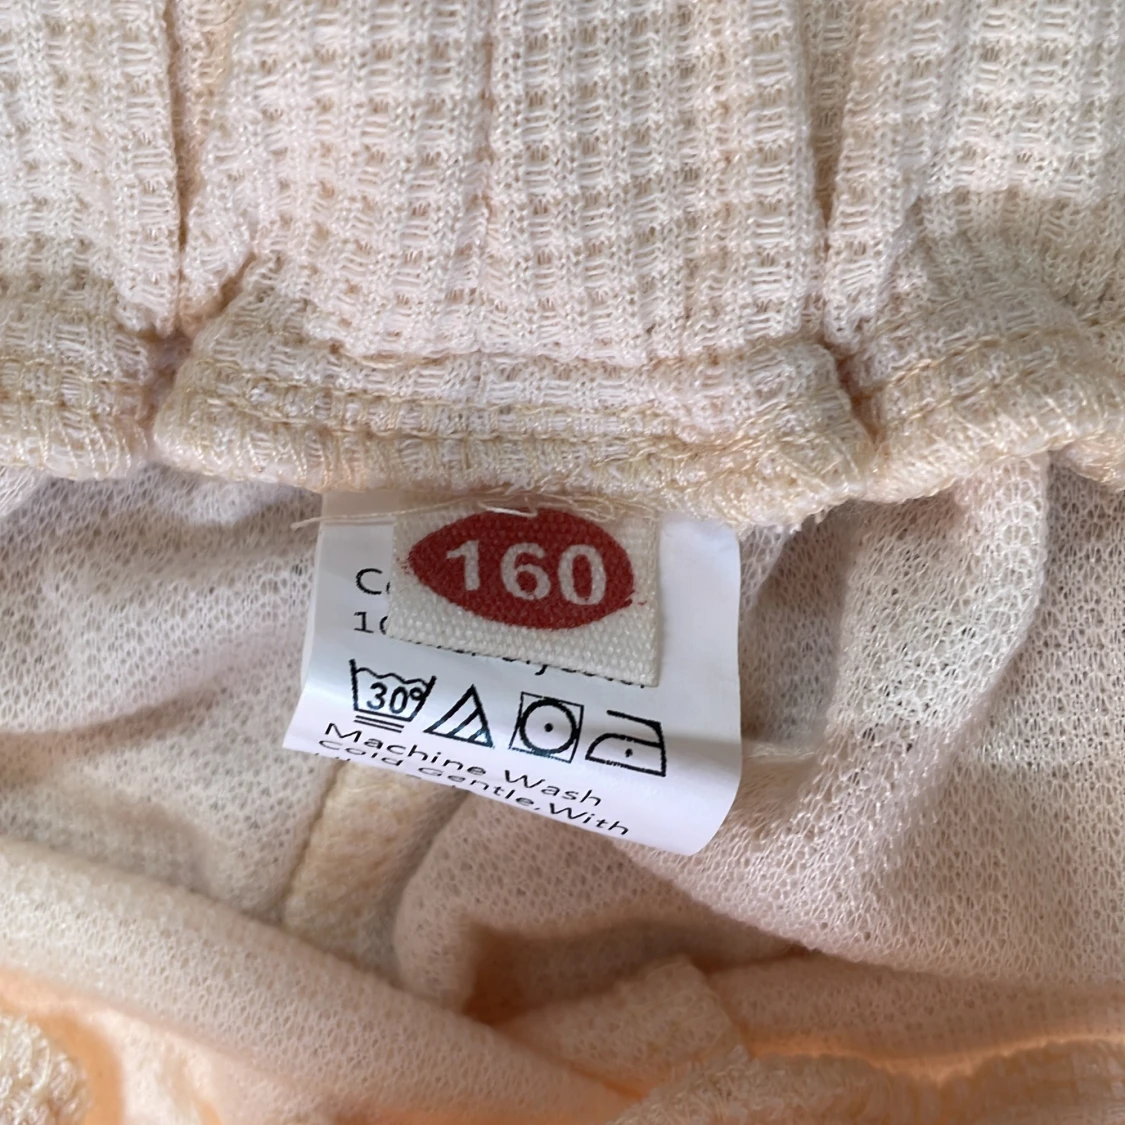 160
30°
Machine Wash
Cold Gentle,With